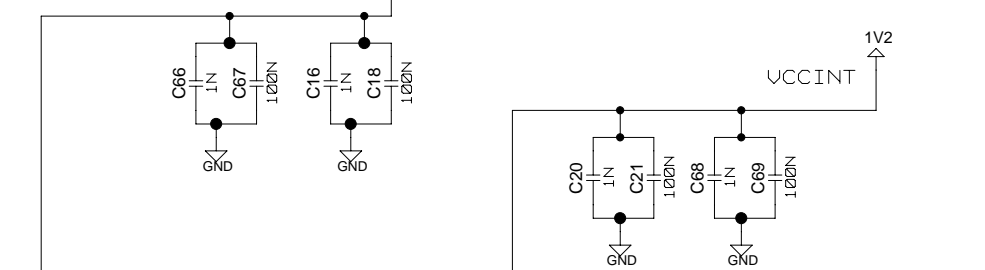 1V2
VCCINT
C66 1N C67 100N C16 1N C18 100N
GND GND
C20 1N C21 100N C68 1N C69 100N
GND GND